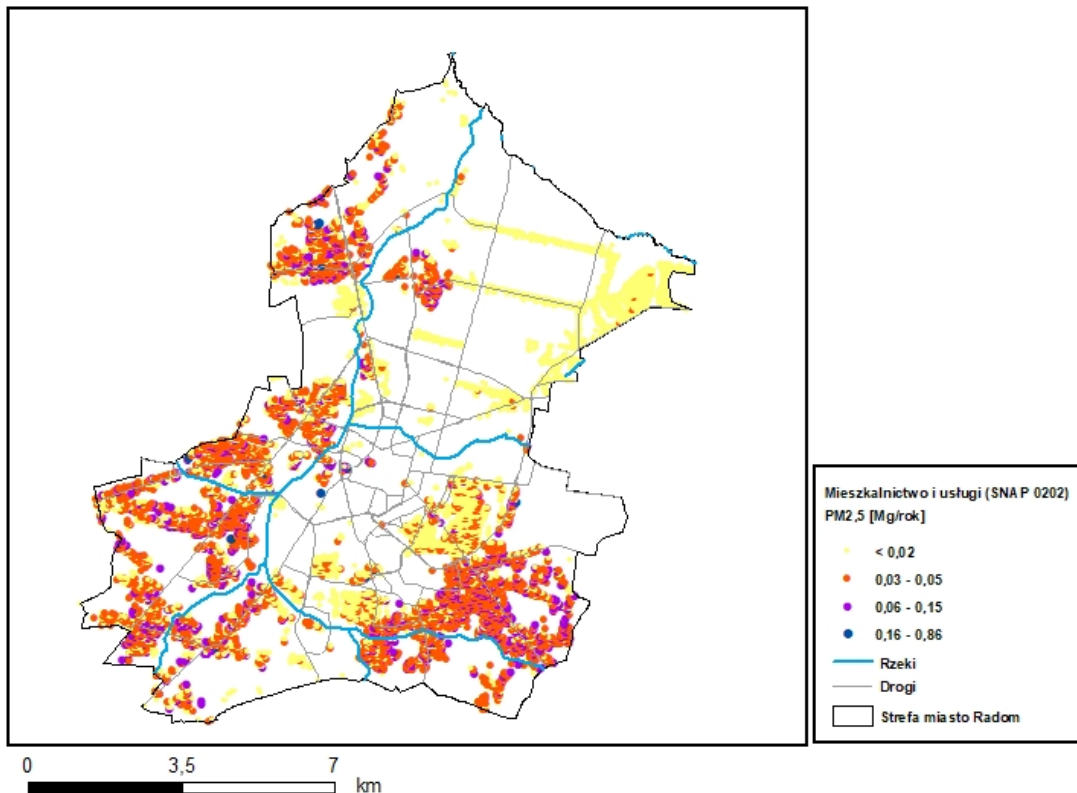 Mieszkalnictwo i usługi (SNAP 0202)
PM2,5 [Mg/rok]
< 0,02
0,03 - 0,05
0,06 - 0,15
0,16 - 0,86
Rzeki
Drogi
Strefa miasto Radom
0 3,5 7
km